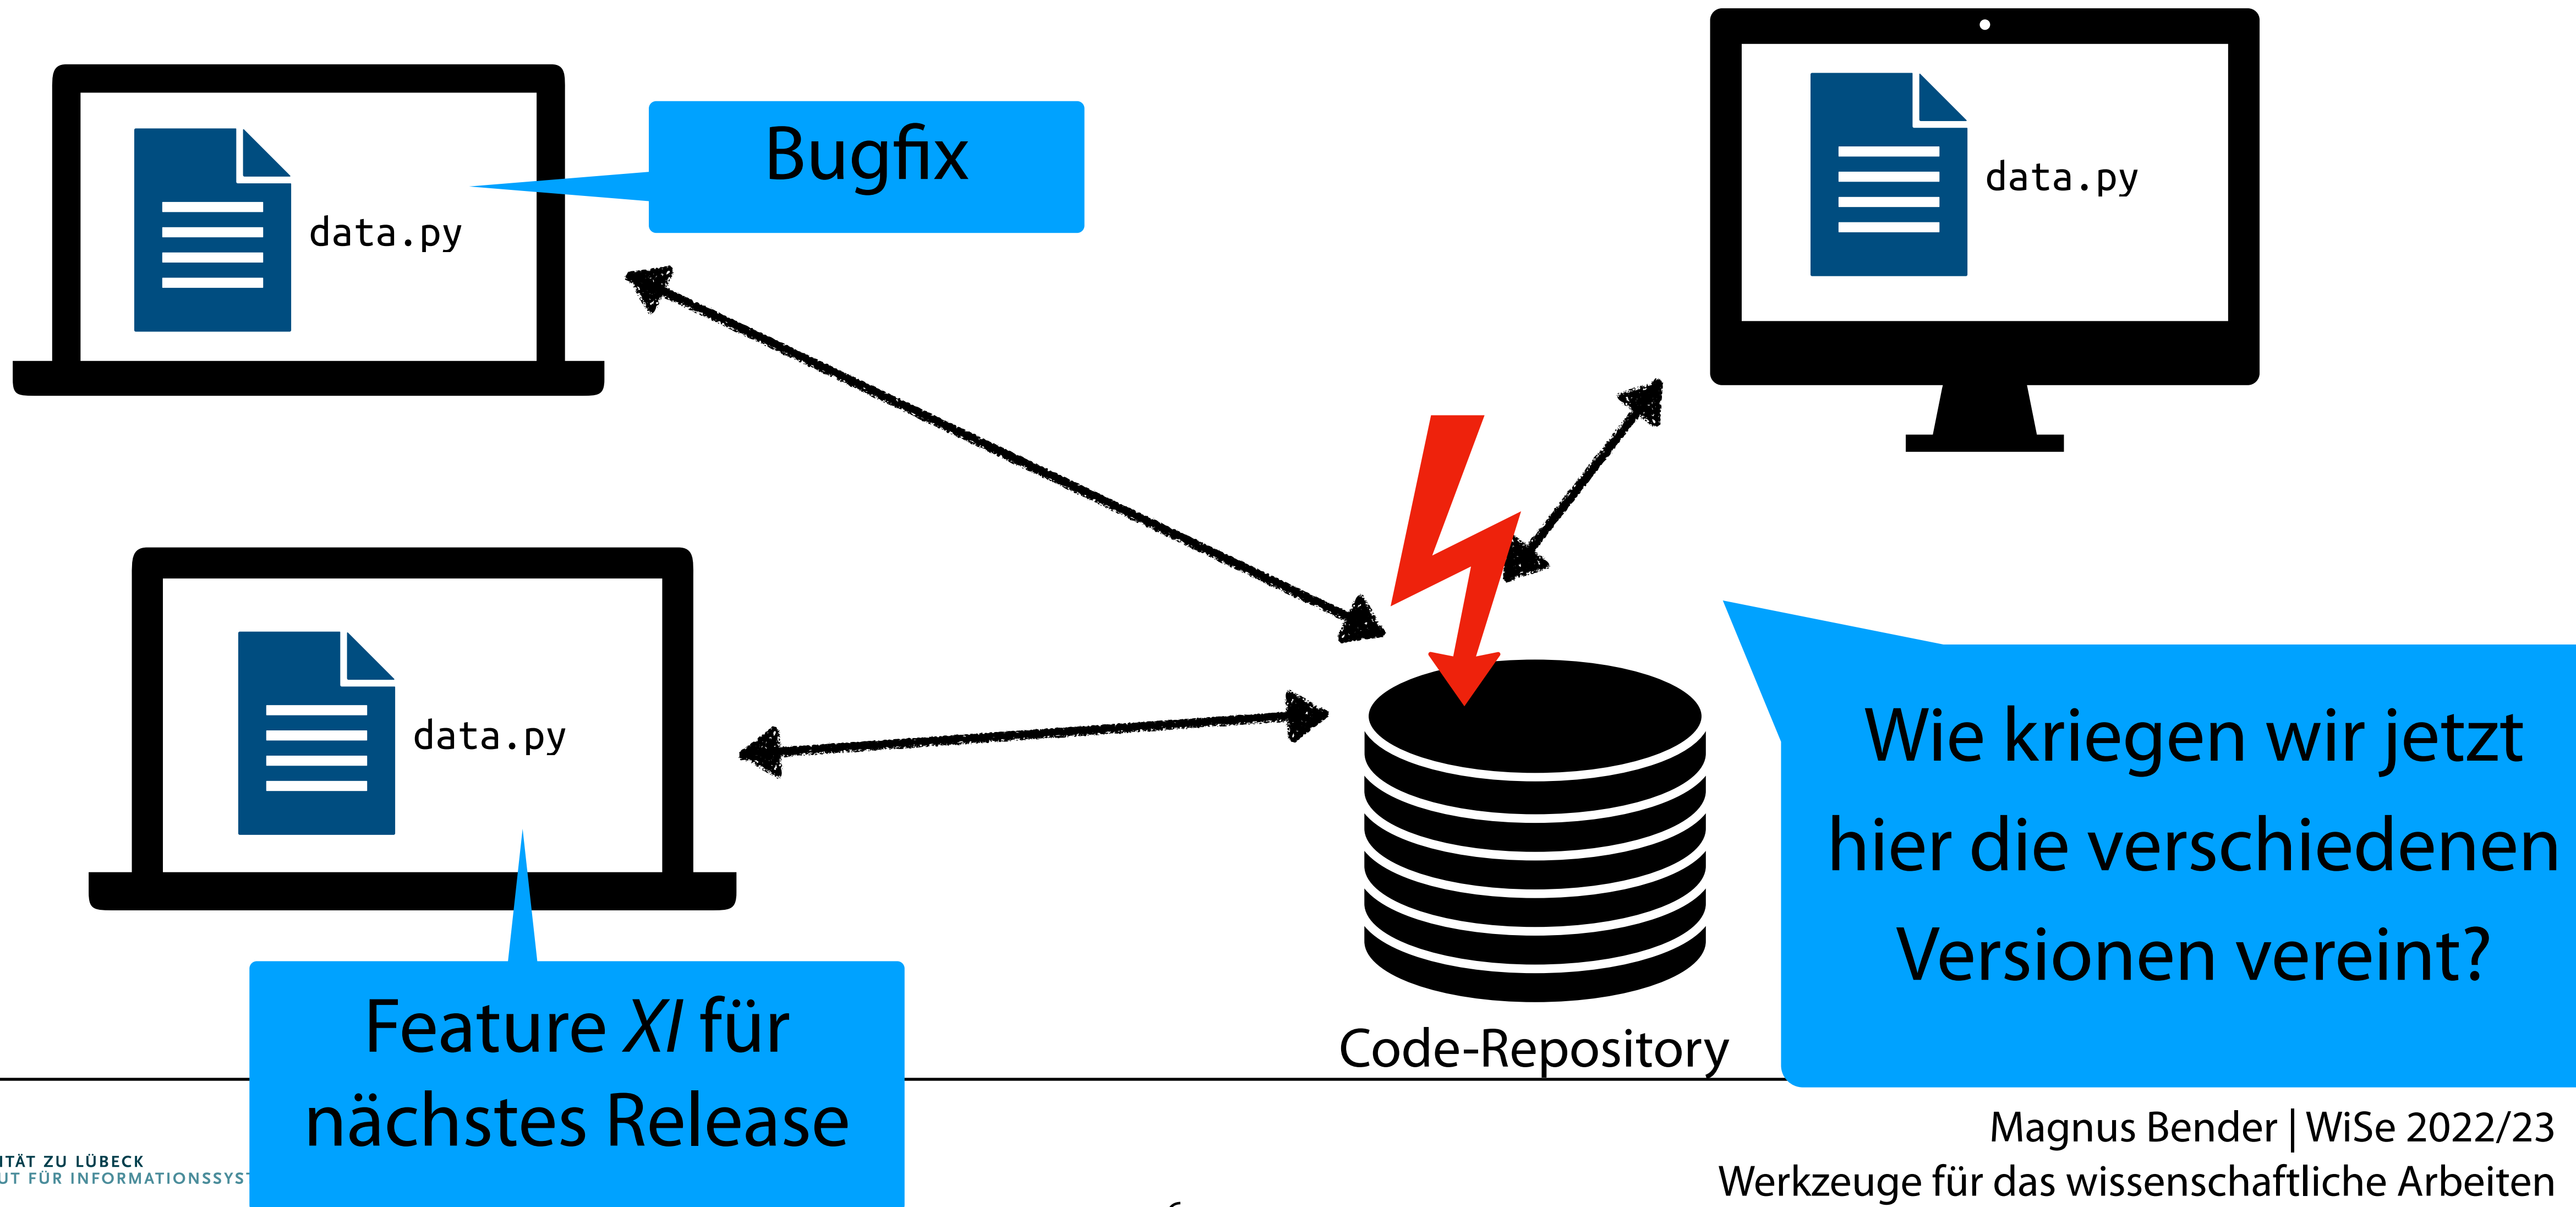 Bugfix
data.py
data.py
data.py
Wie kriegen wir jetzt
hier die verschiedenen
Versionen vereint?
Feature XI für
nächstes Release
Code-Repository
Magnus Bender | WiSe 2022/23
Werkzeuge für das wissenschaftliche Arbeiten
ITÄT ZU LÜBECK
UT FÜR INFORMATIONSSYST